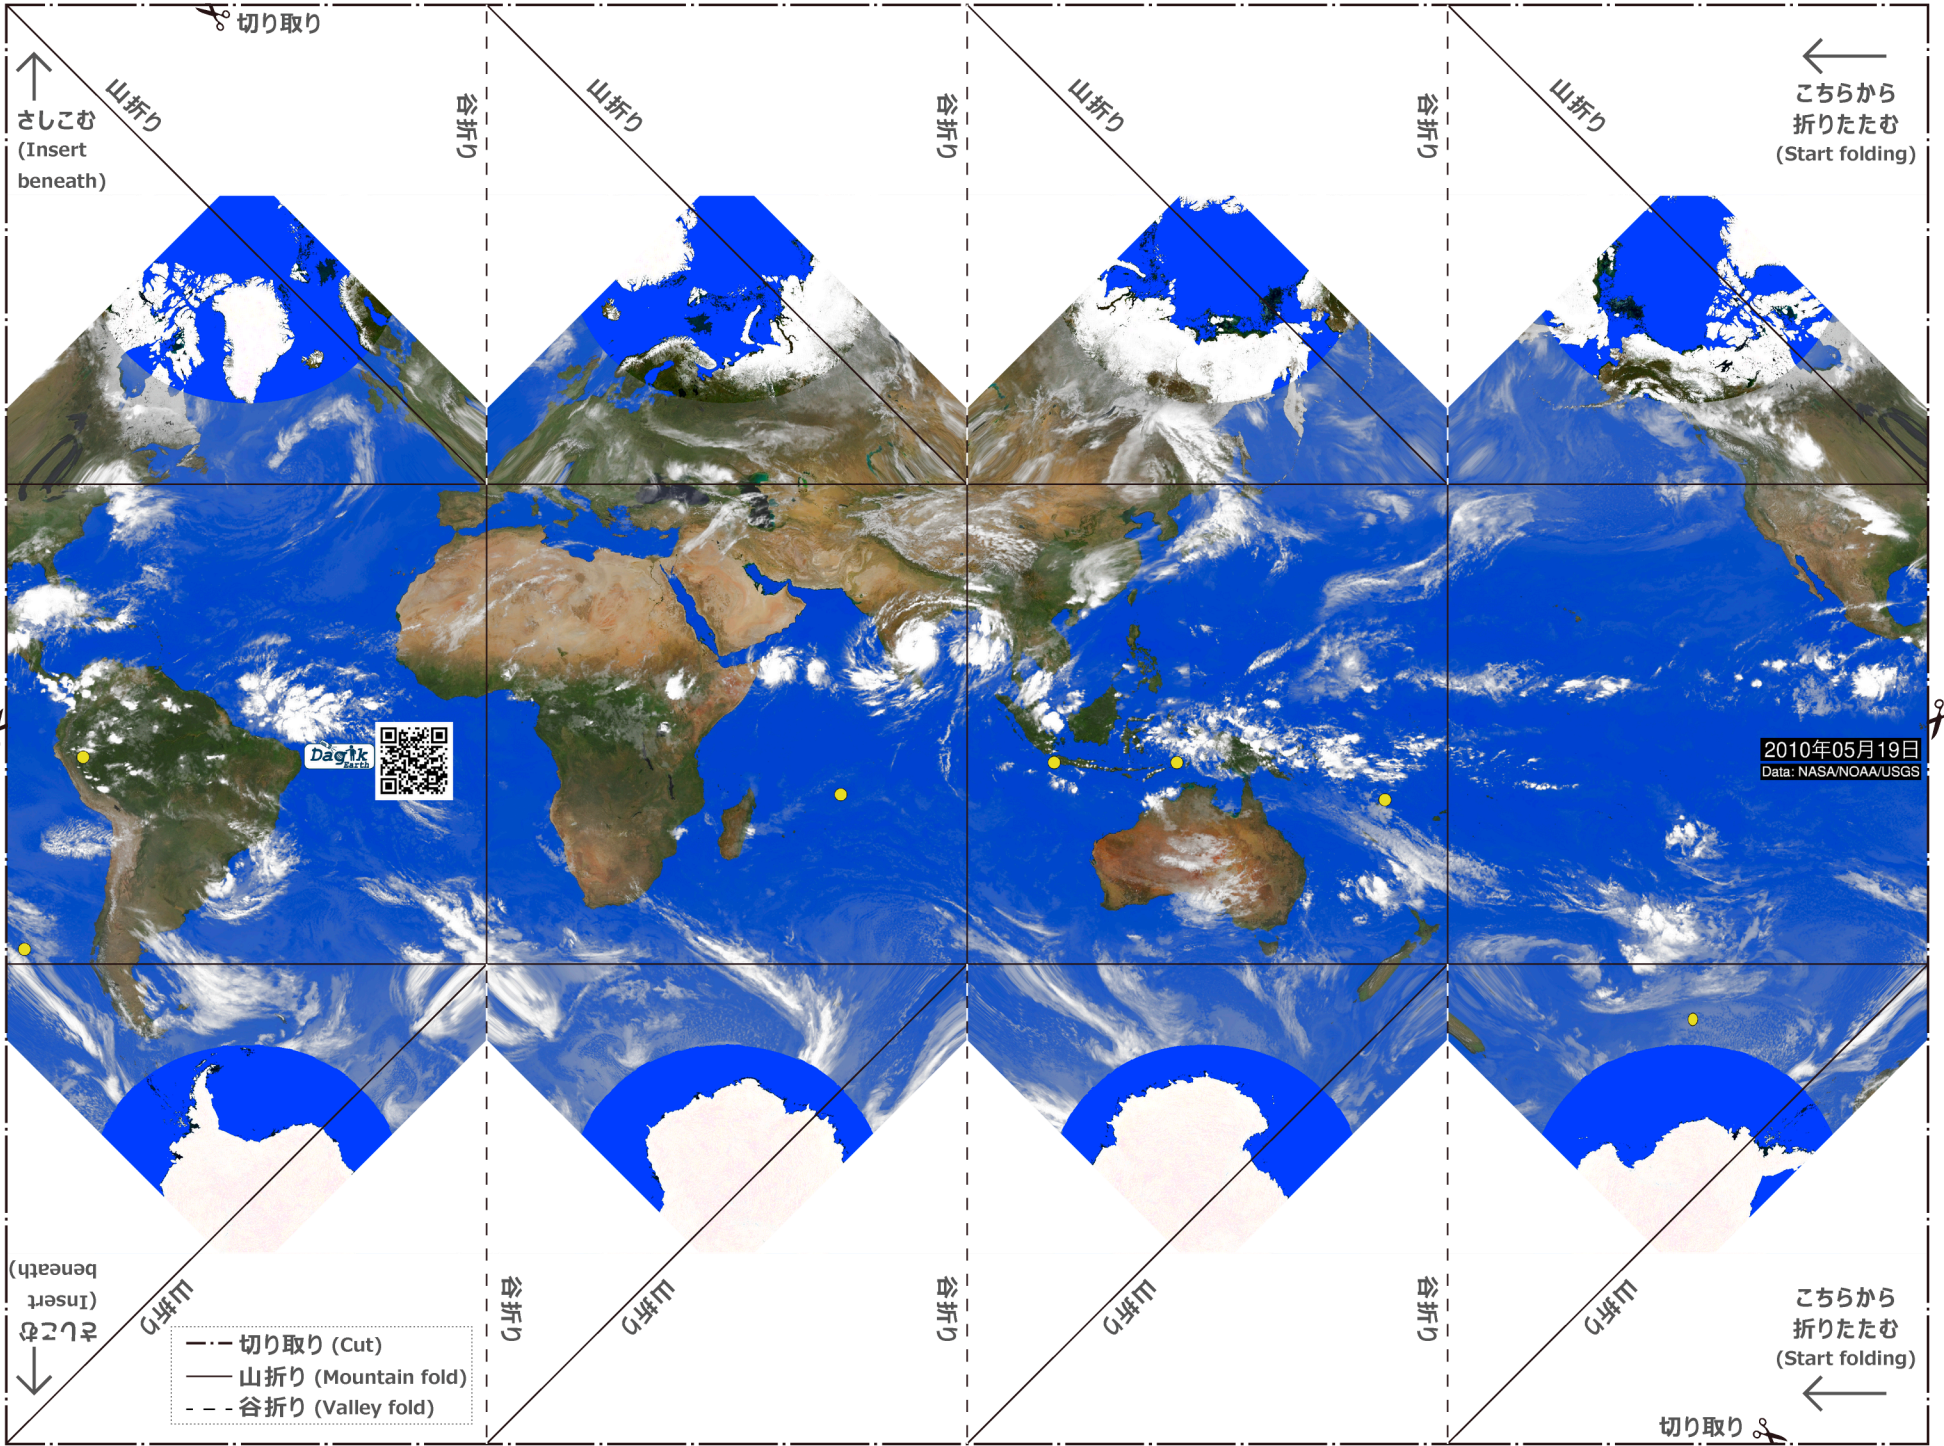 切り取り
山折り
谷折り
山折り
谷折り
山折り
谷折り
山折り
さしこむ
(Insert
beneath)
こちらから
折りたたむ
(Start folding)
Dagik
Earth
2010年05月19日
Data: NASA/NOAA/USGS
さしこむ
(Insert
beneath)
山折り
谷折り
山折り
谷折り
山折り
谷折り
山折り
切り取り (Cut)
山折り (Mountain fold)
谷折り (Valley fold)
こちらから
折りたたむ
(Start folding)
切り取り